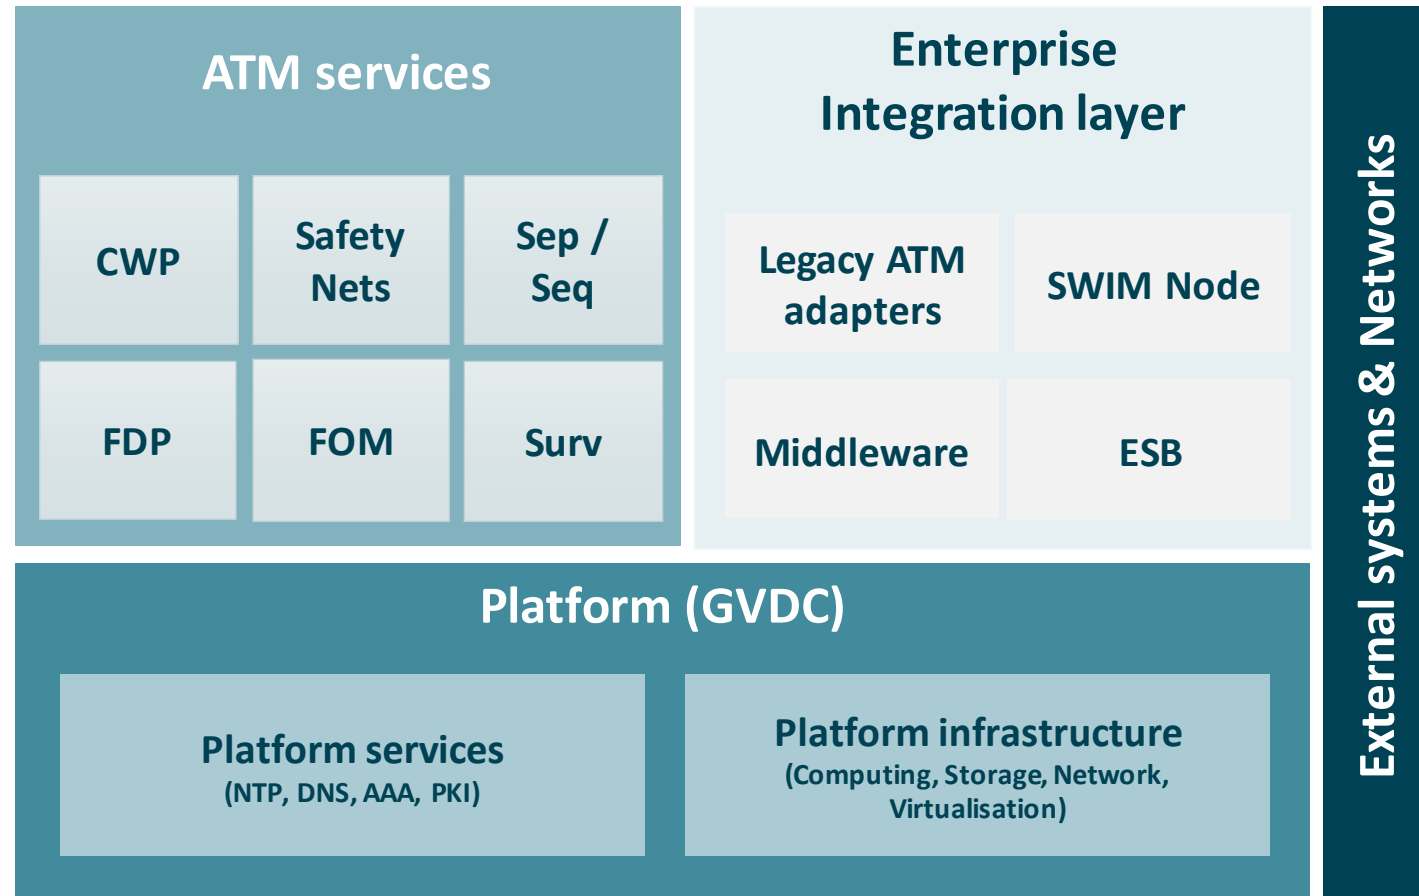 ATM services
CWP
Safety
Nets
Sep /
Seq
FDP
FOM
Surv
Enterprise
Integration layer
Legacy ATM
adapters
SWIM Node
Middleware
ESB
Platform (GVDC)
Platform services
(NTP, DNS, AAA, PKI)
Platform infrastructure
(Computing, Storage, Network,
Virtualisation)
External systems & Networks